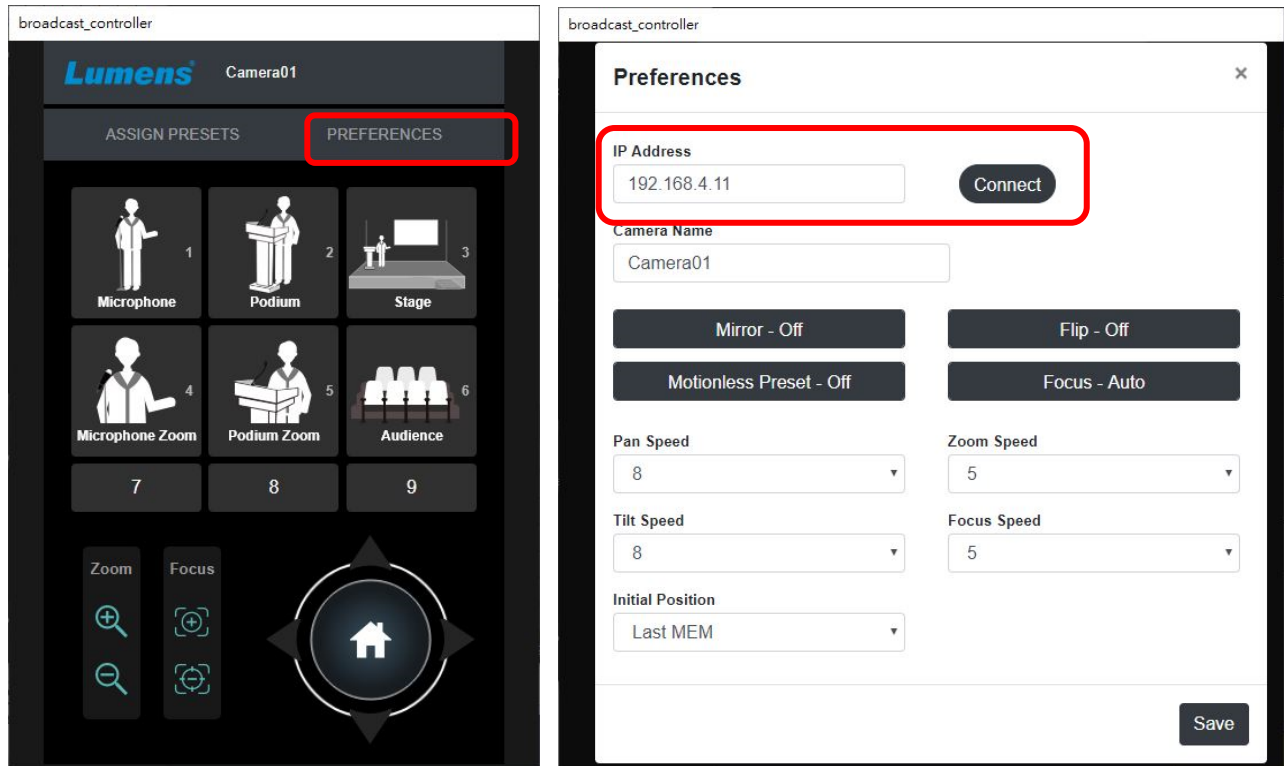 broadcast_controller
Lumens Camera01
ASSIGN PRESETS PREFERENCES
1 2 3
Microphone Podium Stage
4 5 6
Microphone Zoom Podium Zoom Audience
7 8 9
Zoom Focus
broadcast_controller
Preferences ×
IP Address
192.168.4.11 Connect
Camera Name
Camera01
Mirror - Off Flip - Off
Motionless Preset - Off Focus - Auto
Pan Speed Zoom Speed
8 5
Tilt Speed Focus Speed
8 5
Initial Position
Last MEM
Save